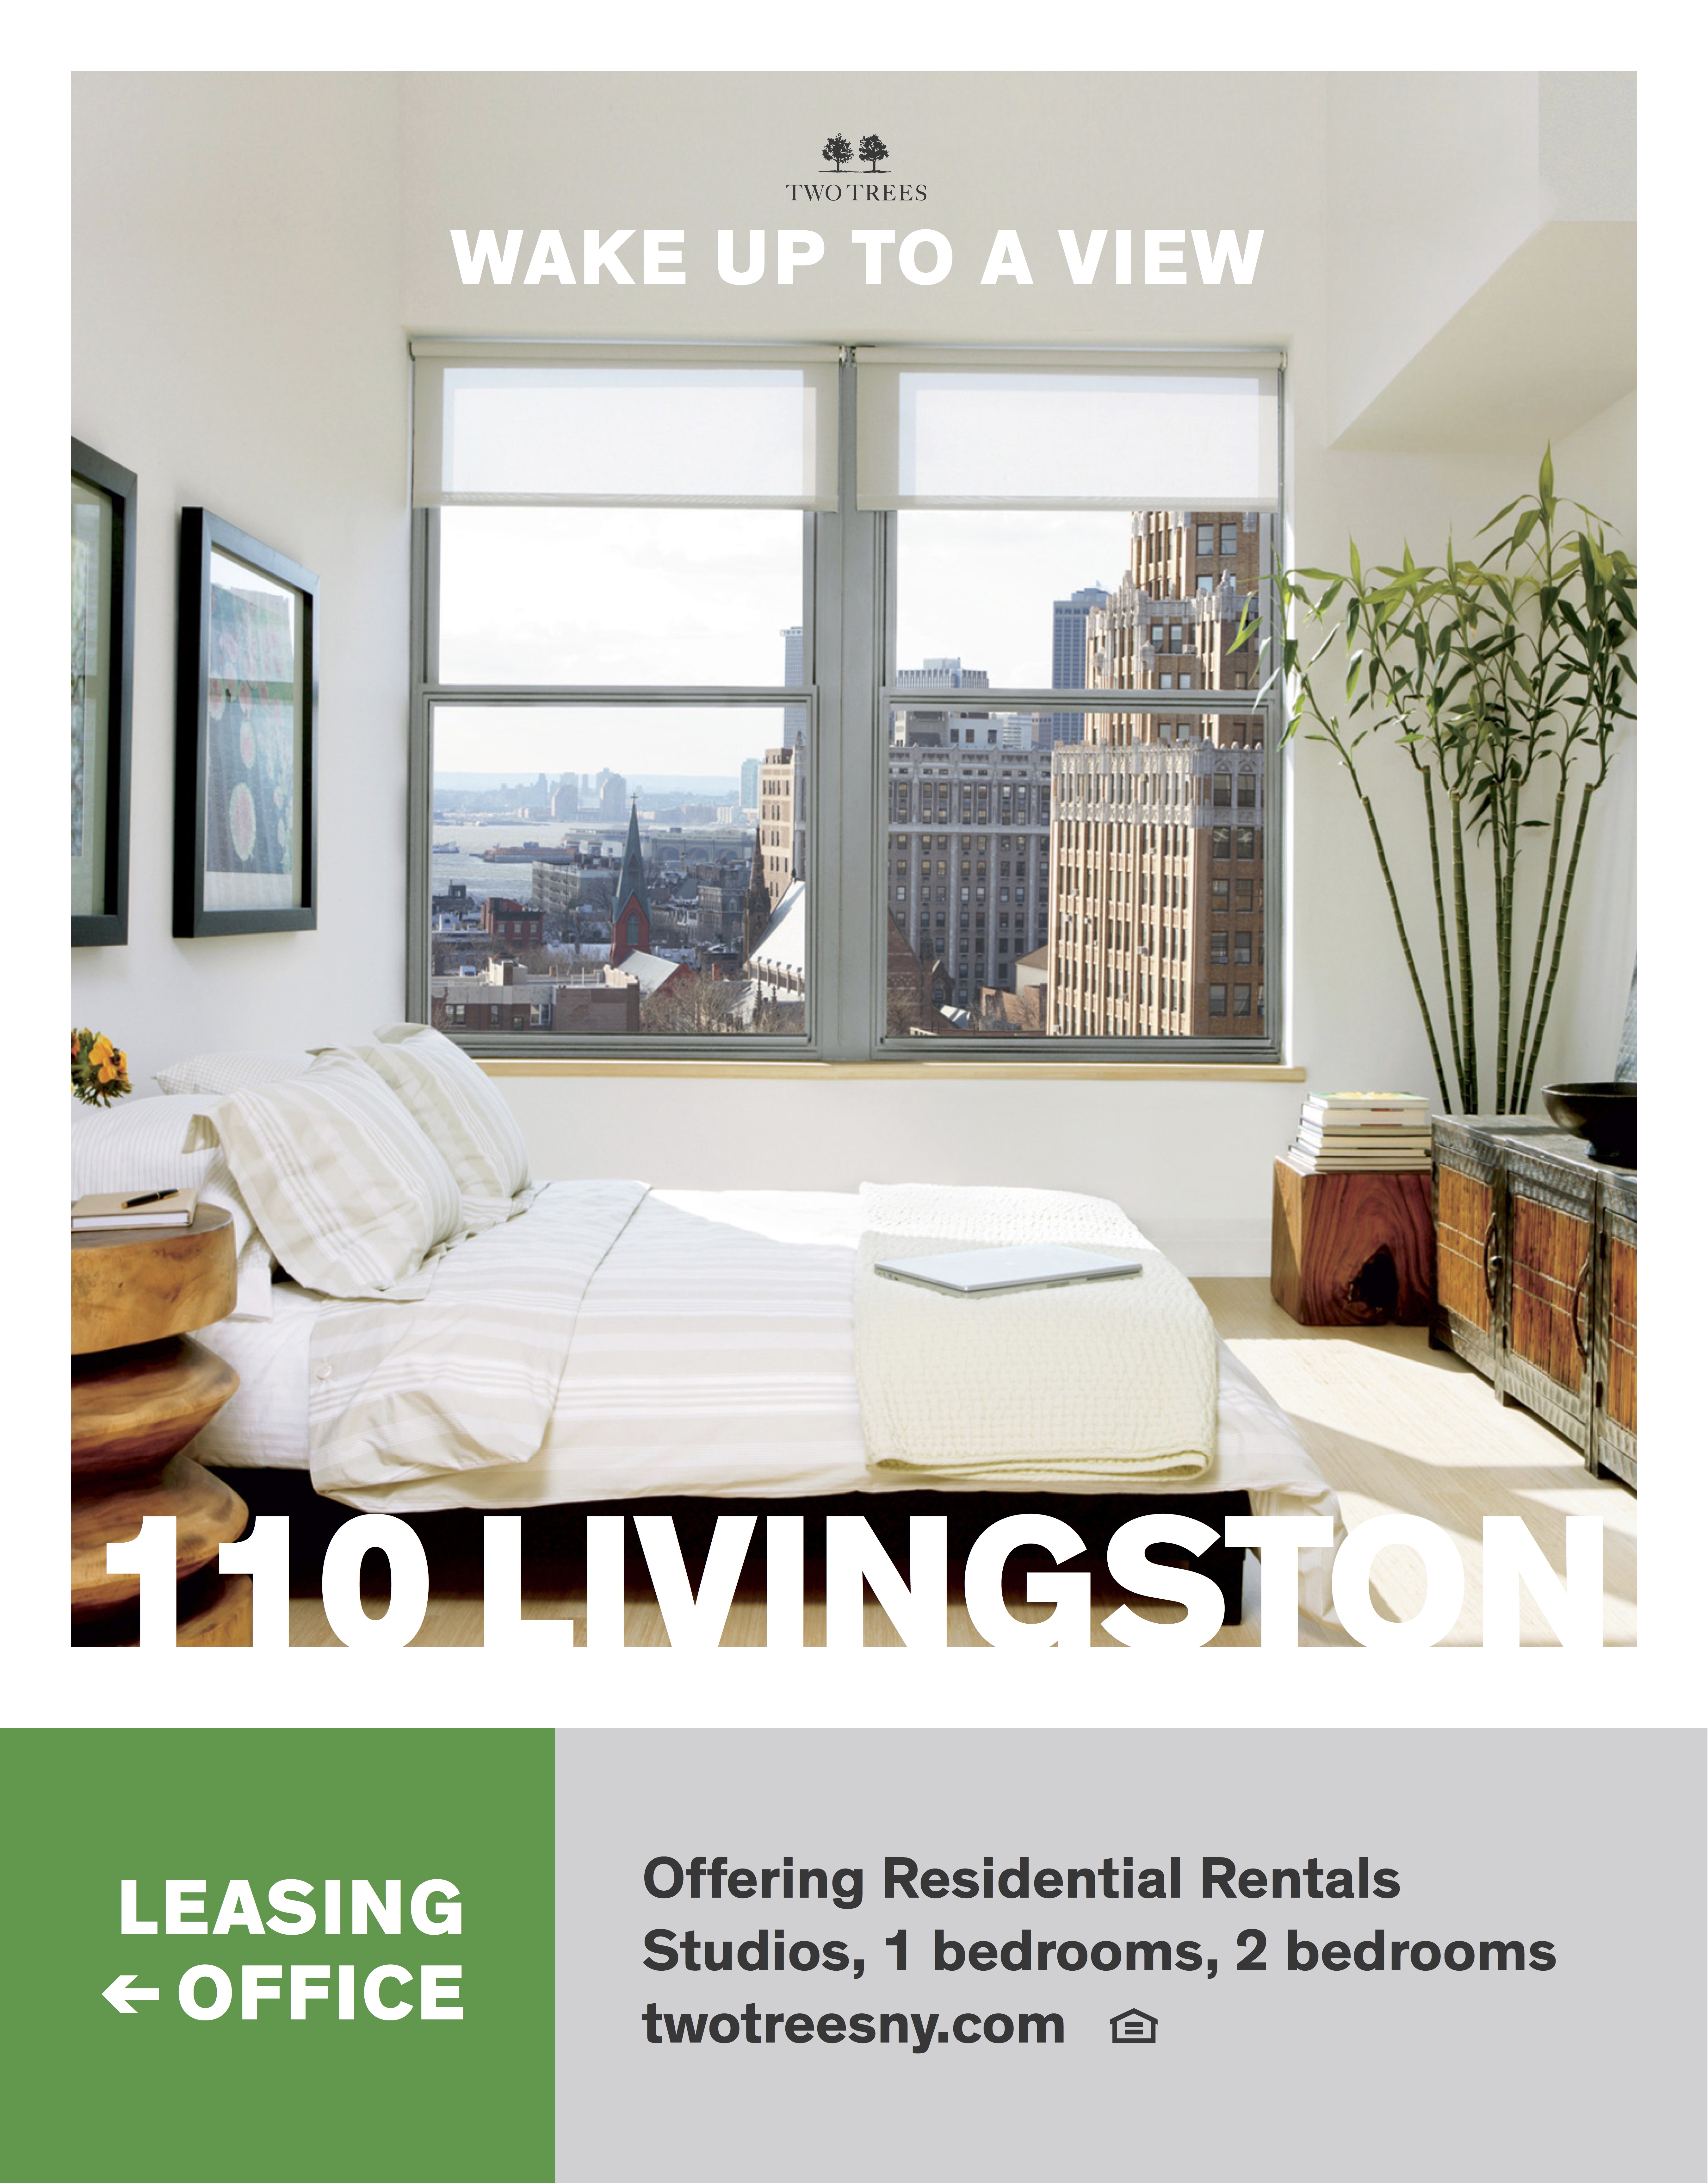 TWO TREES
WAKE UP TO A VIEW
110 LIVINGSTON
LEASING
← OFFICE
Offering Residential Rentals
Studios, 1 bedrooms, 2 bedrooms
twotreesny.com